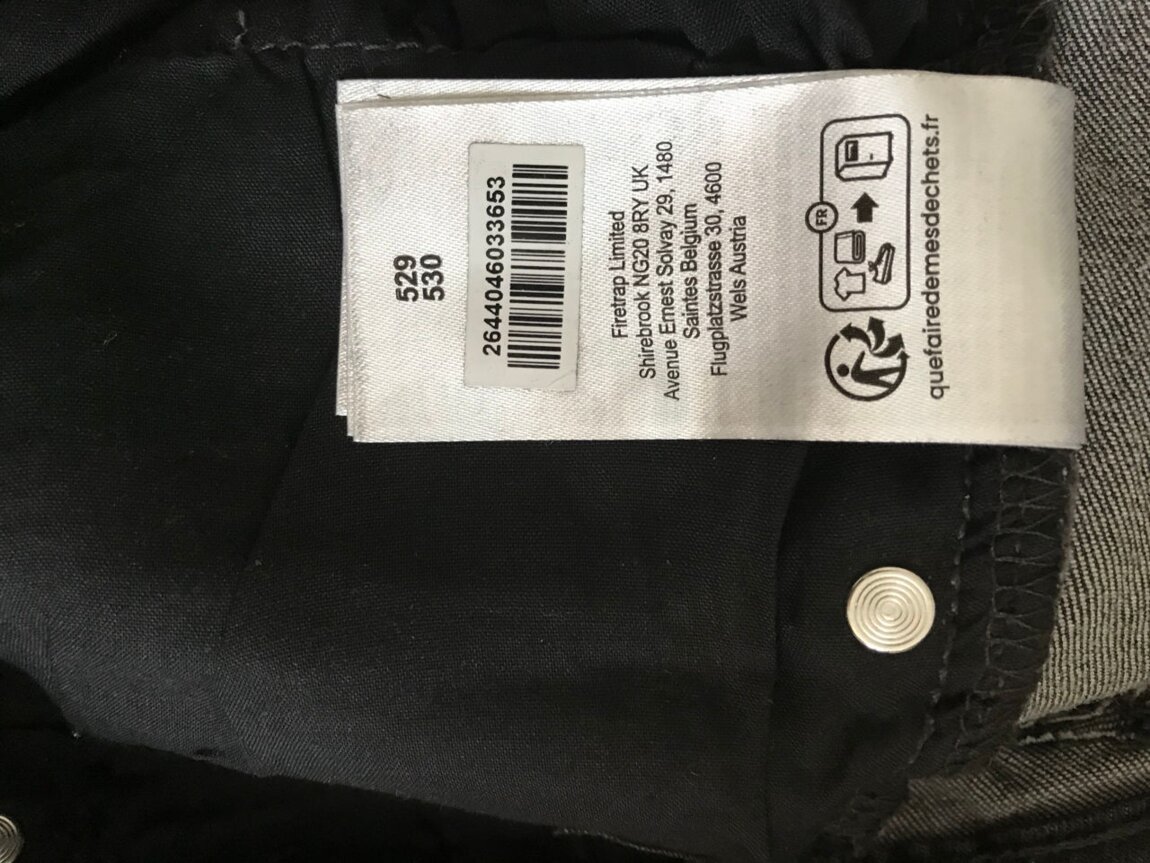 529
530
2644046033653
Firetrap Limited
Shirebrook NG20 8RY UK
Avenue Ernest Solvay 29, 1480
Saintes Belgium
Flugplatzstrasse 30, 4600
Wels Austria
FR
quefairedemesdechets.fr